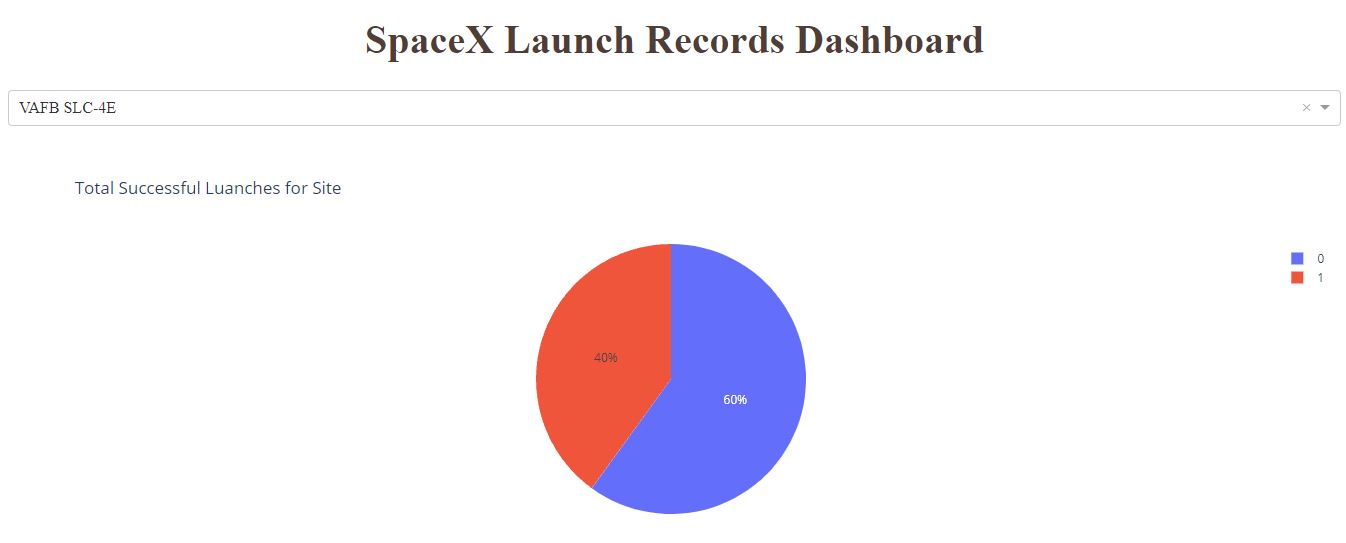 SpaceX Launch Records Dashboard
VAFB SLC-4E ×
Total Successful Luanches for Site
0
1
40%
60%